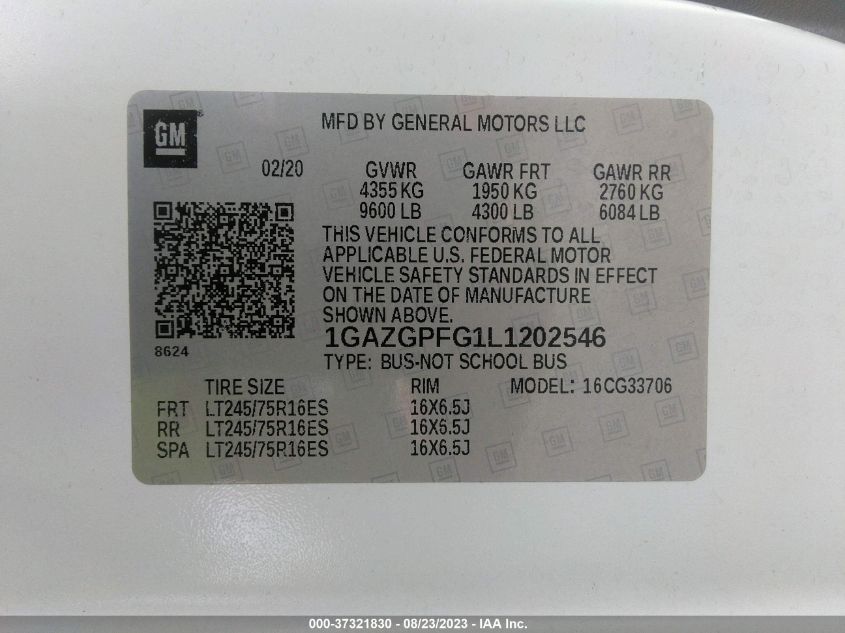 GM
MFD BY GENERAL MOTORS LLC
02/20 GVWR GAWR FRT GAWR RR
4355 KG 1950 KG 2760 KG
9600 LB 4300 LB 6084 LB
THIS VEHICLE CONFORMS TO ALL
APPLICABLE U.S. FEDERAL MOTOR
VEHICLE SAFETY STANDARDS IN EFFECT
ON THE DATE OF MANUFACTURE
SHOWN ABOVE.
1GAZGPFG1L1202546
8624
TYPE: BUS-NOT SCHOOL BUS
TIRE SIZE RIM MODEL: 16CG33706
FRT LT245/75R16ES 16X6.5J
RR LT245/75R16ES 16X6.5J
SPA LT245/75R16ES 16X6.5J
000-37321830 - 08/23/2023 - IAA Inc.